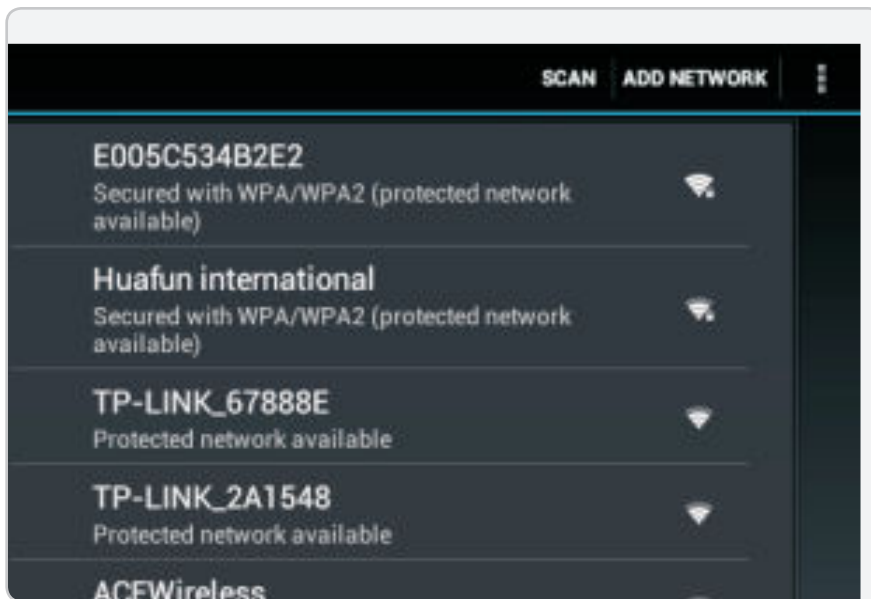 SCAN ADD NETWORK
E005C534B2E2
Secured with WPA/WPA2 (protected network
available)
Huafun international
Secured with WPA/WPA2 (protected network
available)
TP-LINK_67888E
Protected network available
TP-LINK_2A1548
Protected network available
ACEWireless